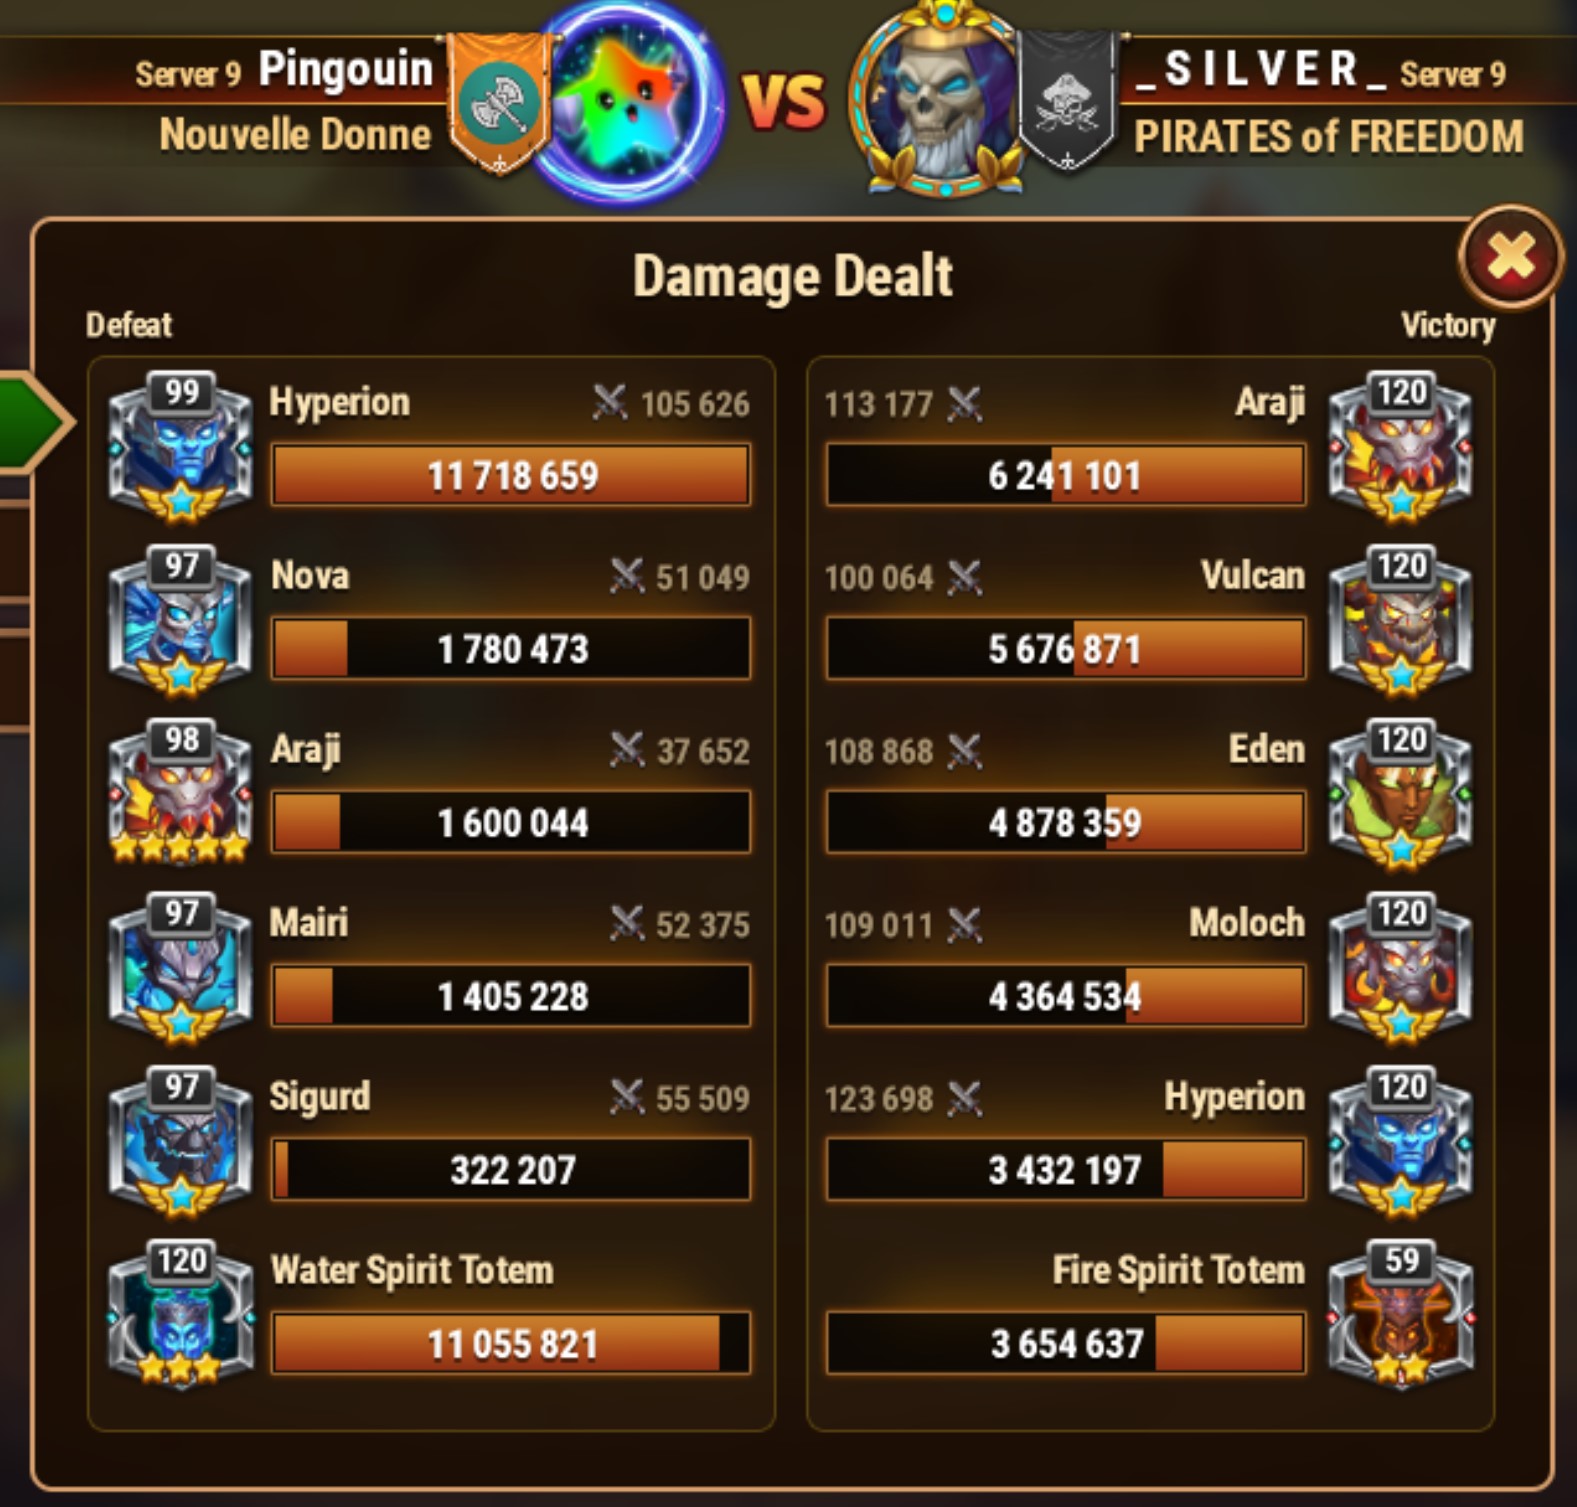 Server 9 Pingouin
Nouvelle Donne
VS
_SILVER_ Server 9
PIRATES of FREEDOM
Damage Dealt
Defeat
Victory
99 Hyperion 105 626
11 718 659
113 177 Araji 120
6 241 101
97 Nova 51 049
1 780 473
100 064 Vulcan 120
5 676 871
98 Araji 37 652
1 600 044
108 868 Eden 120
4 878 359
97 Mairi 52 375
1 405 228
109 011 Moloch 120
4 364 534
97 Sigurd 55 509
322 207
123 698 Hyperion 120
3 432 197
120 Water Spirit Totem
11 055 821
Fire Spirit Totem 59
3 654 637